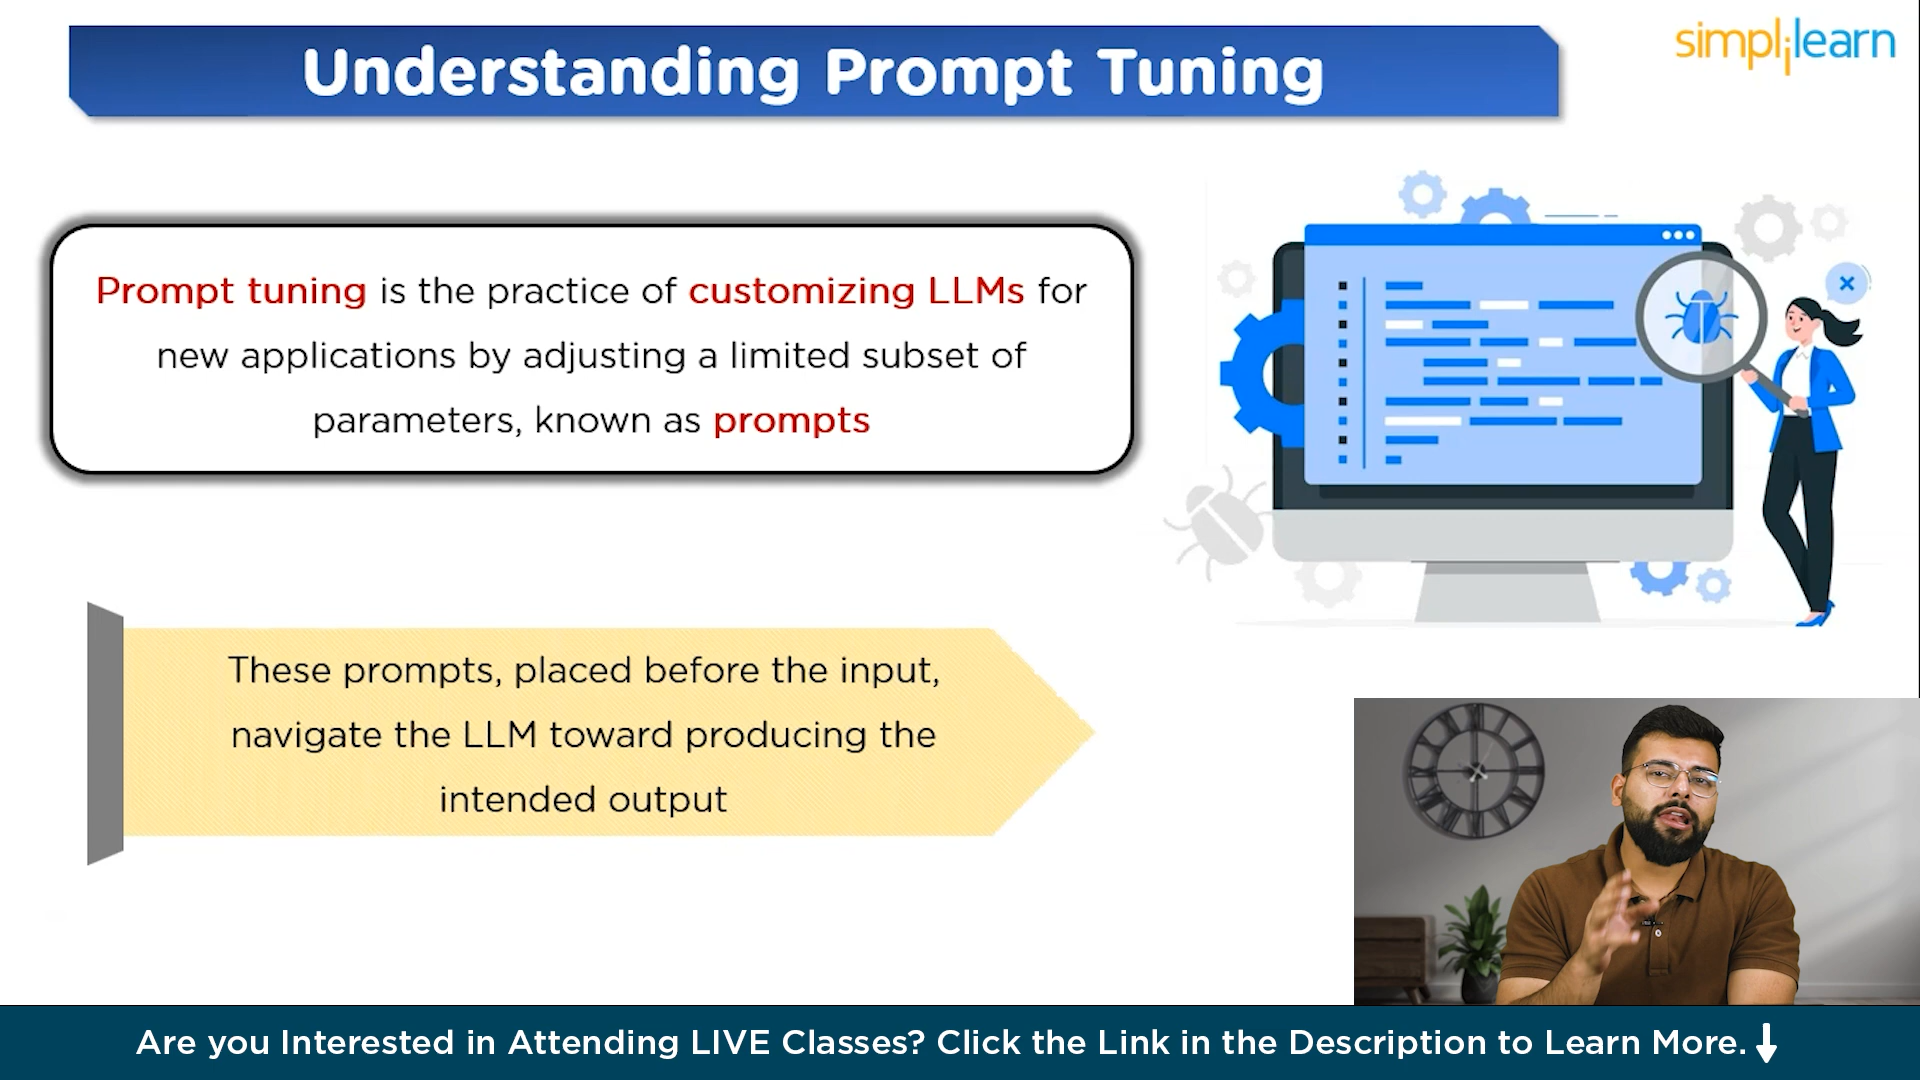 Understanding Prompt Tuning
simplilearn
Prompt tuning is the practice of customizing LLMs for
new applications by adjusting a limited subset of
parameters, known as prompts
These prompts, placed before the input,
navigate the LLM toward producing the
intended output
Are you Interested in Attending LIVE Classes? Click the Link in the Description to Learn More.